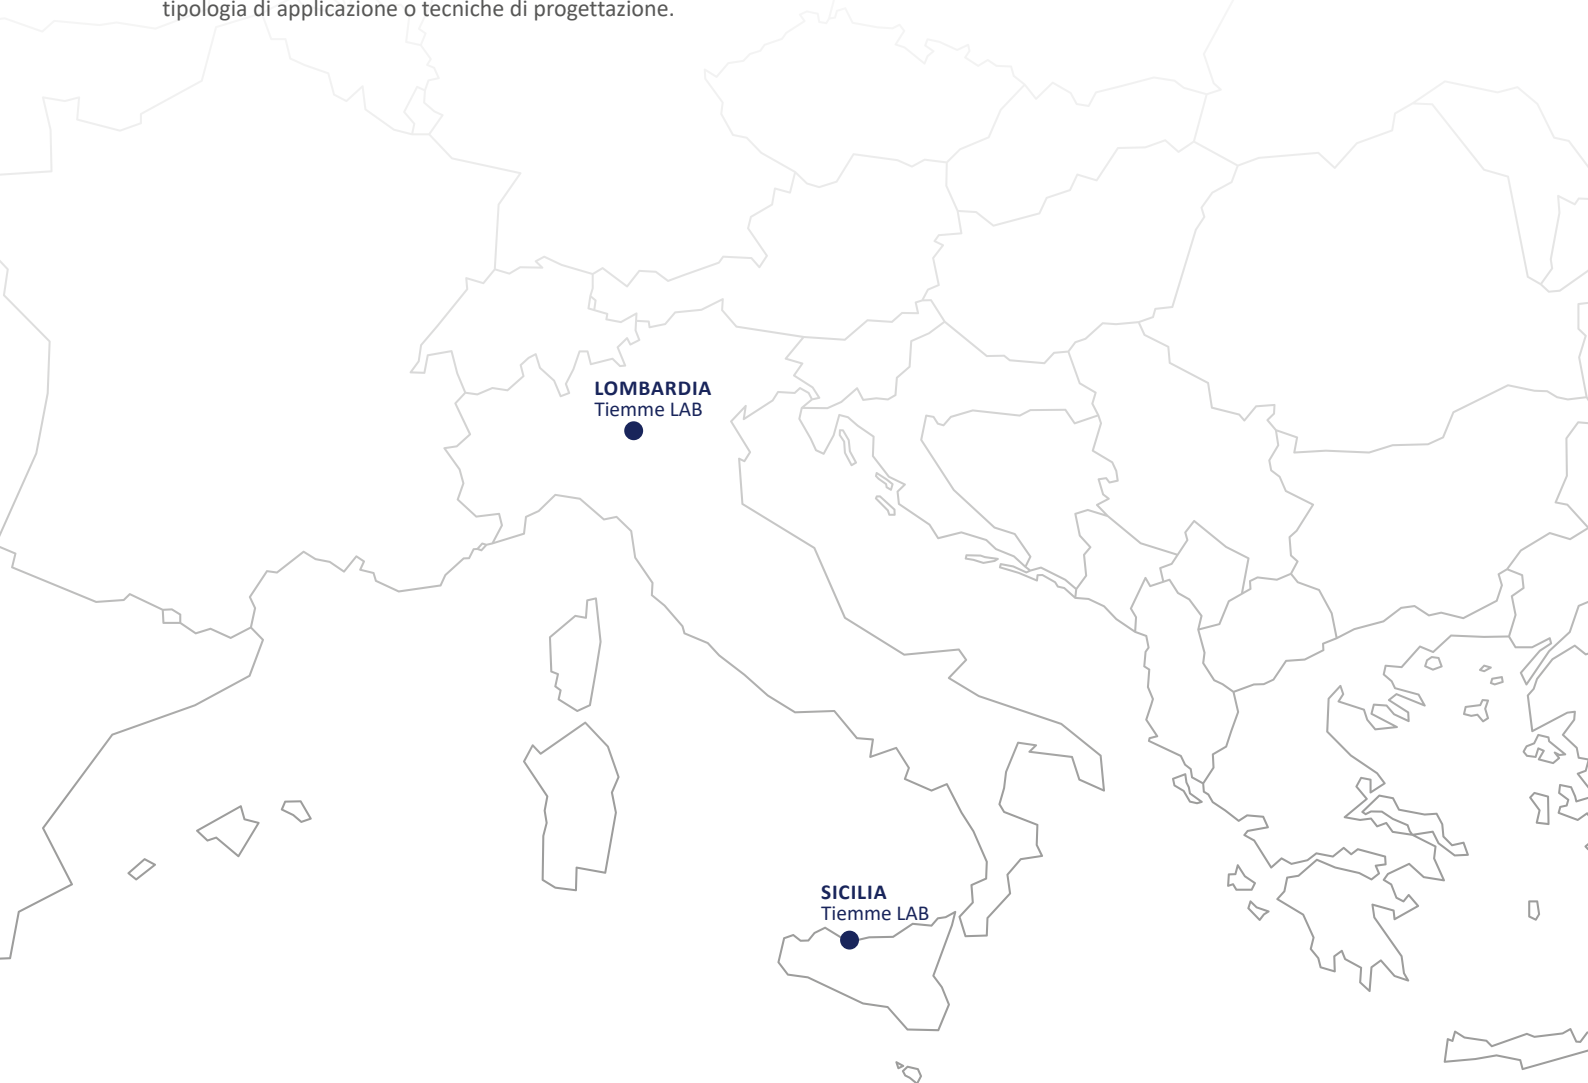 tipologia di applicazione o tecniche di progettazione.
LOMBARDIA
Tiemme LAB
SICILIA
Tiemme LAB